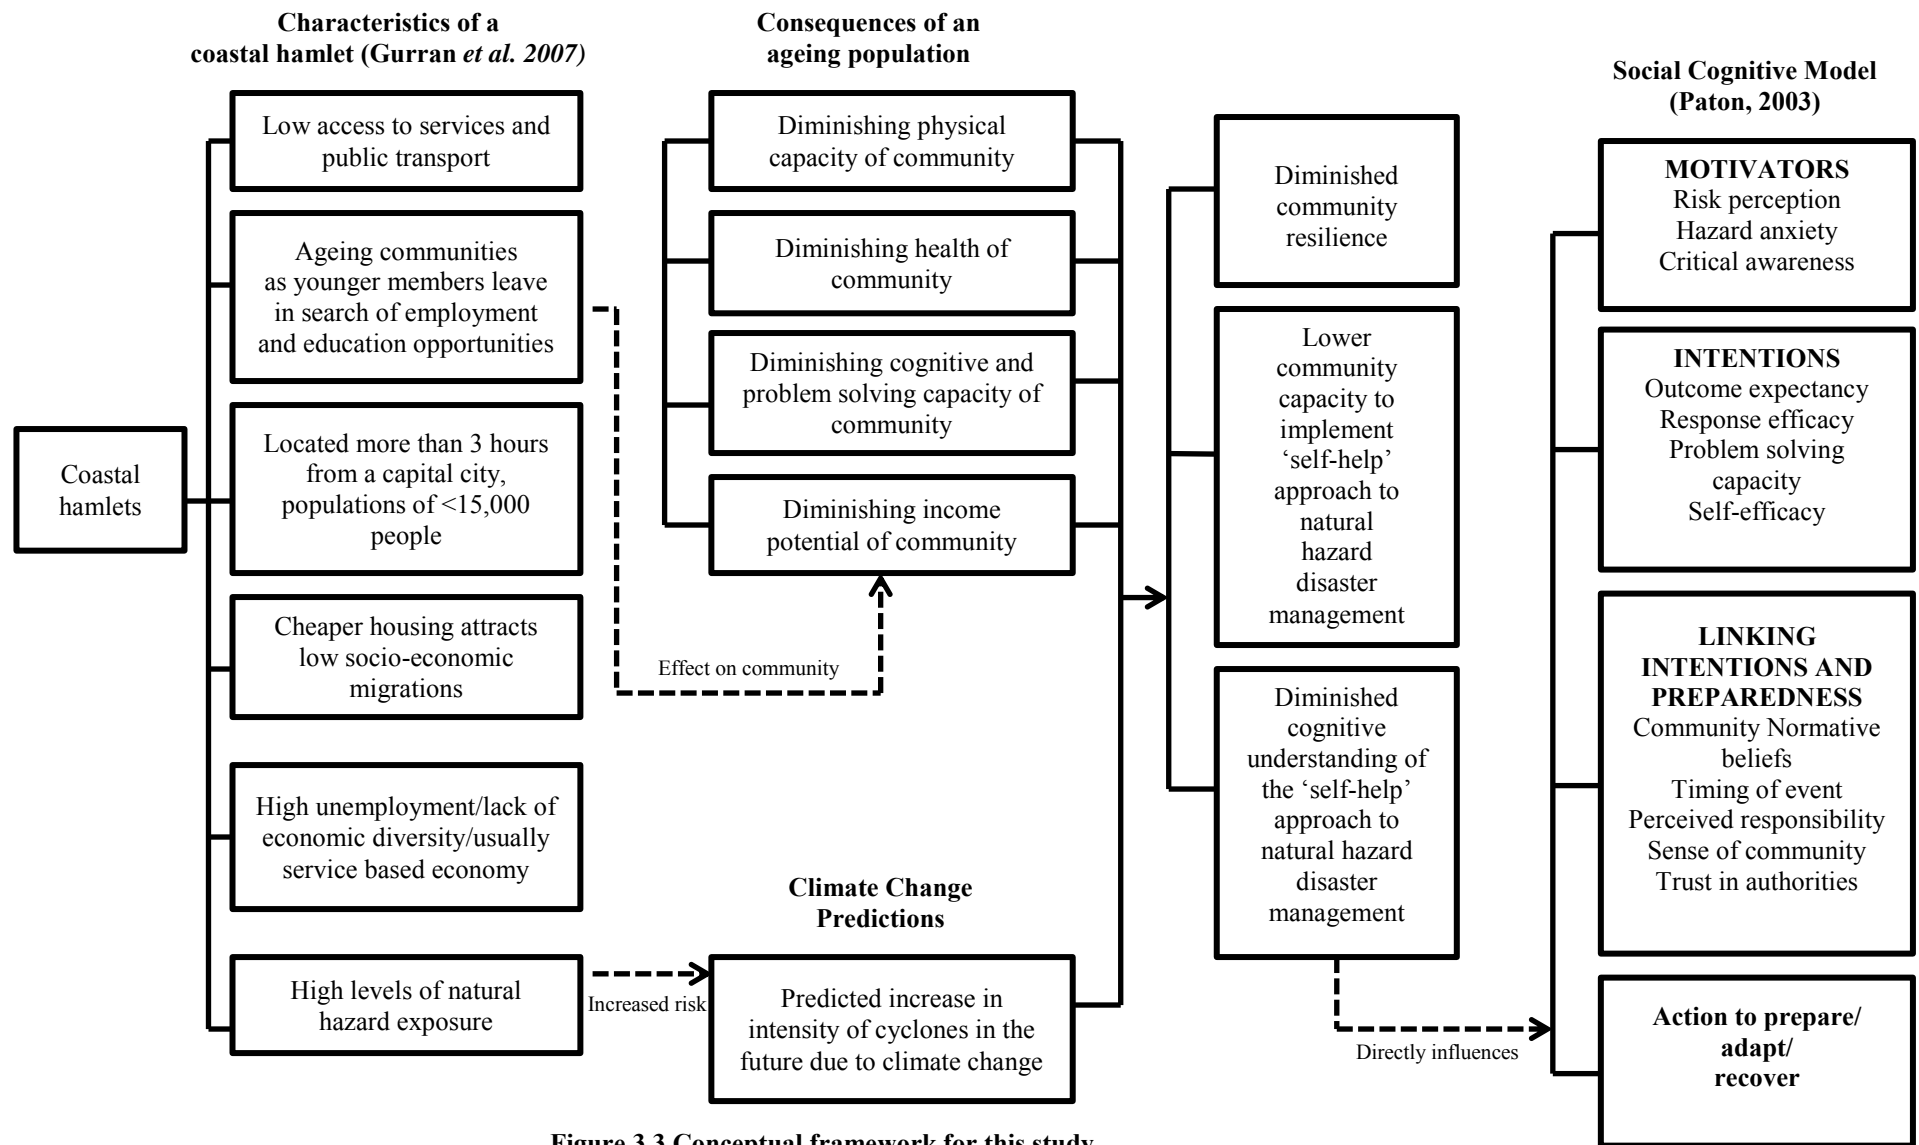 Characteristics of a
coastal hamlet (Gurran et al. 2007)
Coastal
hamlets
Low access to services and
public transport
Ageing communities
as younger members leave
in search of employment
and education opportunities
Located more than 3 hours
from a capital city,
populations of <15,000
people
Cheaper housing attracts
low socio-economic
migrations
High unemployment/lack of
economic diversity/usually
service based economy
High levels of natural
hazard exposure
Consequences of an
ageing population
Diminishing physical
capacity of community
Diminishing health of
community
Diminishing cognitive and
problem solving capacity of
community
Diminishing income
potential of community
Effect on community
Climate Change
Predictions
Increased risk
Predicted increase in
intensity of cyclones in the
future due to climate change
Diminished
community
resilience
Lower
community
capacity to
implement
‘self-help’
approach to
natural
hazard
disaster
management
Diminished
cognitive
understanding of
the ‘self-help’
approach to
natural hazard
disaster
management
Directly influences
Social Cognitive Model
(Paton, 2003)
MOTIVATORS
Risk perception
Hazard anxiety
Critical awareness
INTENTIONS
Outcome expectancy
Response efficacy
Problem solving
capacity
Self-efficacy
LINKING
INTENTIONS AND
PREPAREDNESS
Community Normative
beliefs
Timing of event
Perceived responsibility
Sense of community
Trust in authorities
Action to prepare/
adapt/
recover
Figure 3.3 Conceptual framework for this study